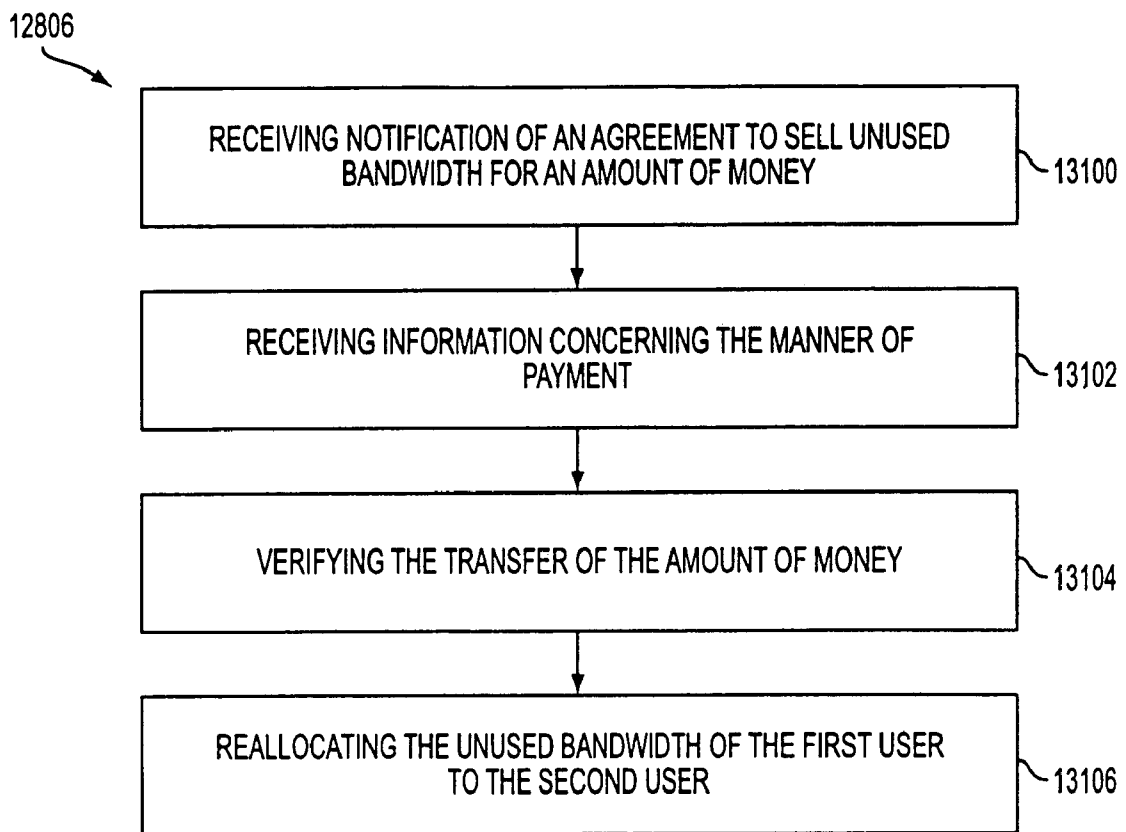 12806
RECEIVING NOTIFICATION OF AN AGREEMENT TO SELL UNUSED
BANDWIDTH FOR AN AMOUNT OF MONEY
13100
RECEIVING INFORMATION CONCERNING THE MANNER OF
PAYMENT
13102
VERIFYING THE TRANSFER OF THE AMOUNT OF MONEY
13104
REALLOCATING THE UNUSED BANDWIDTH OF THE FIRST USER
TO THE SECOND USER
13106